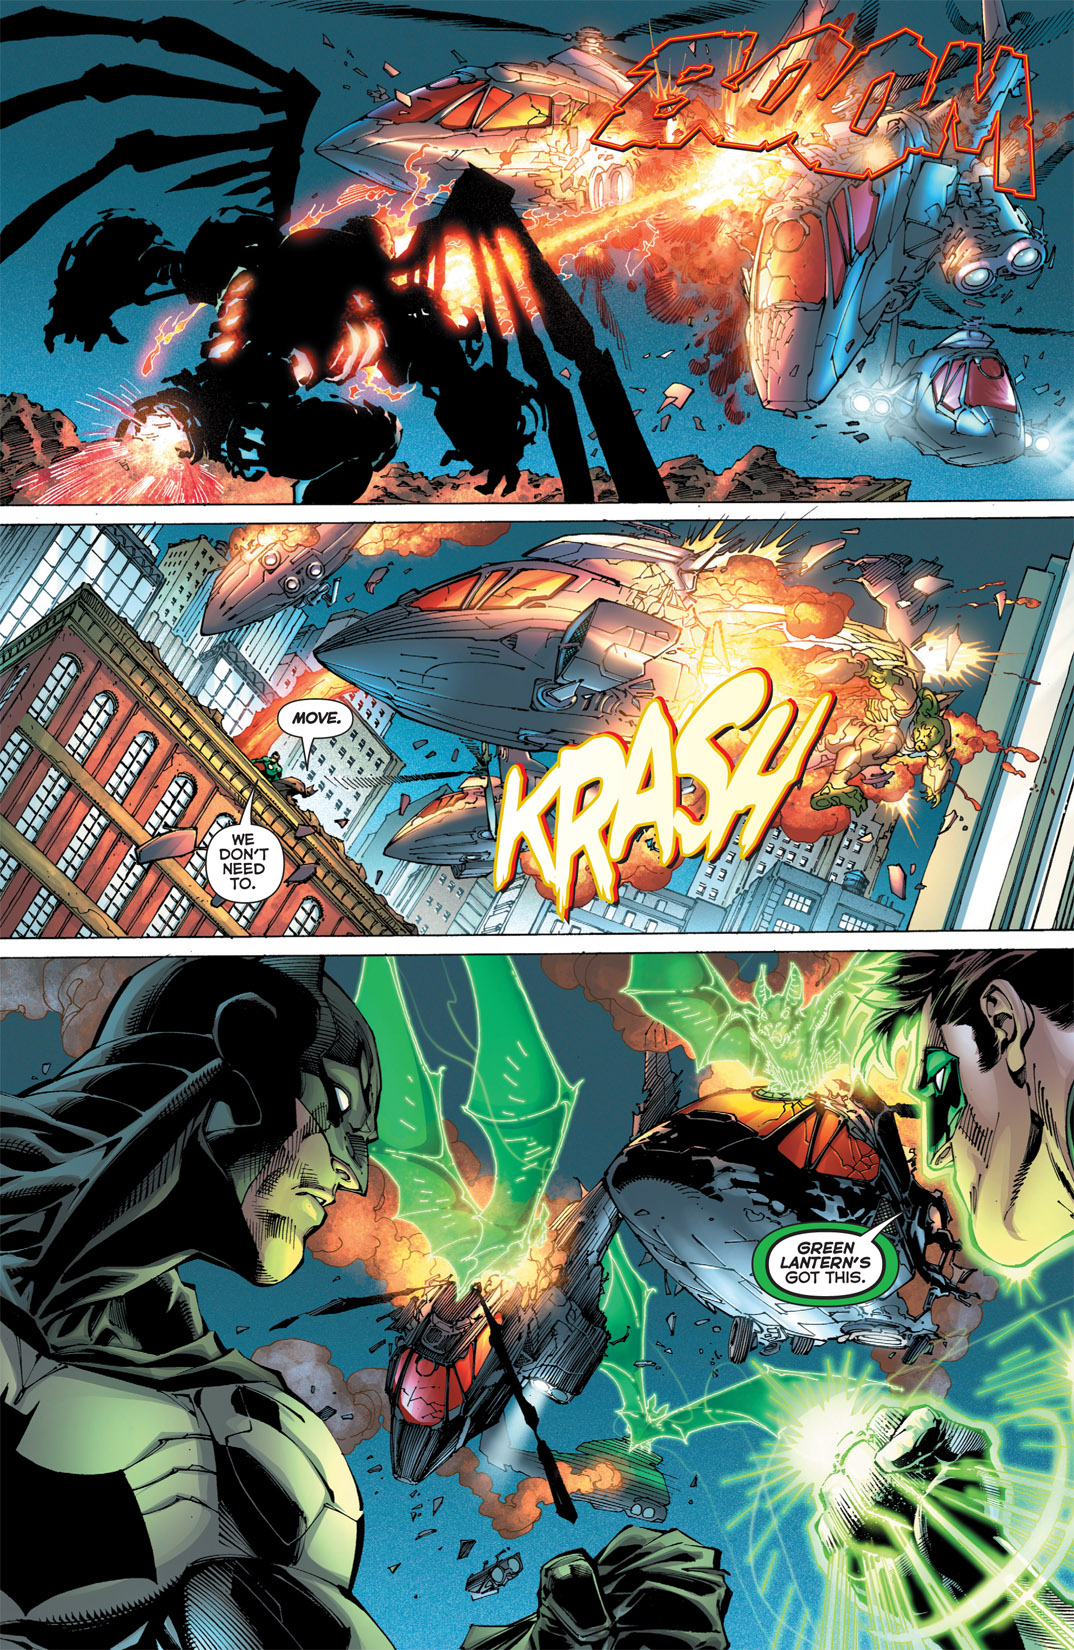 BOOM
MOVE.
WE
DON'T
NEED
TO.
KRASH
GREEN
LANTERN'S
GOT THIS.